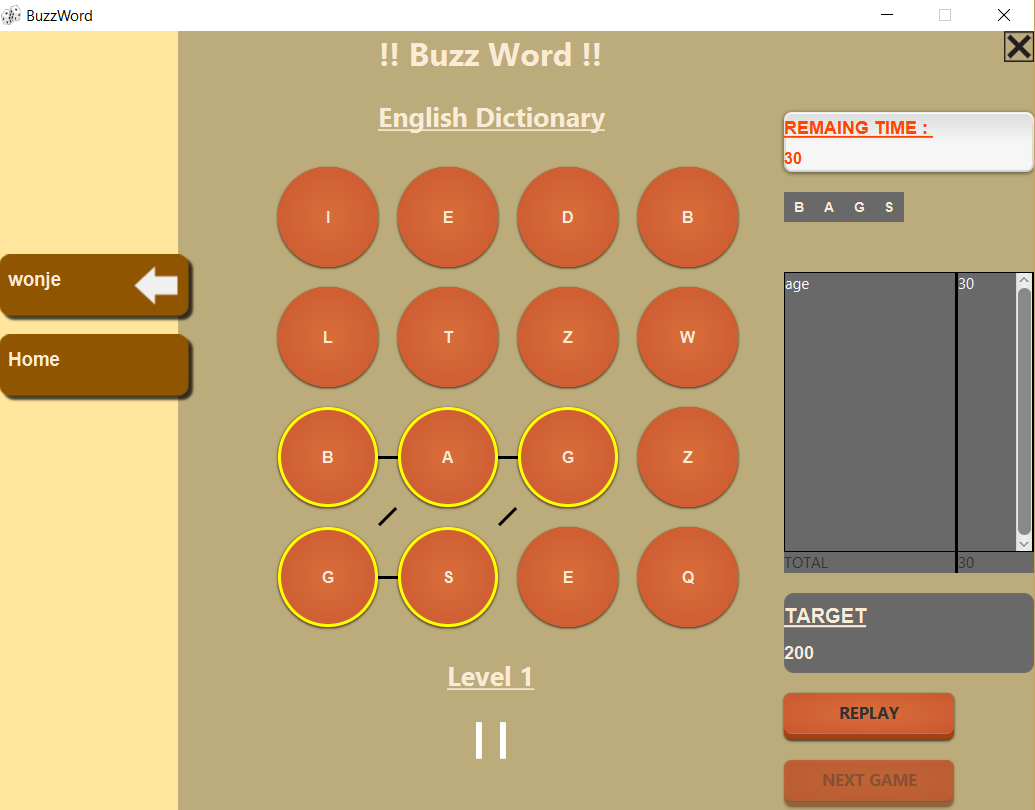 BuzzWord
!! Buzz Word !!
English Dictionary
REMAING TIME :
30
B A G S
I E D B
L T Z W
B A G Z
G S E Q
wonje
Home
age 30
TOTAL 30
TARGET
200
Level 1
REPLAY
NEXT GAME